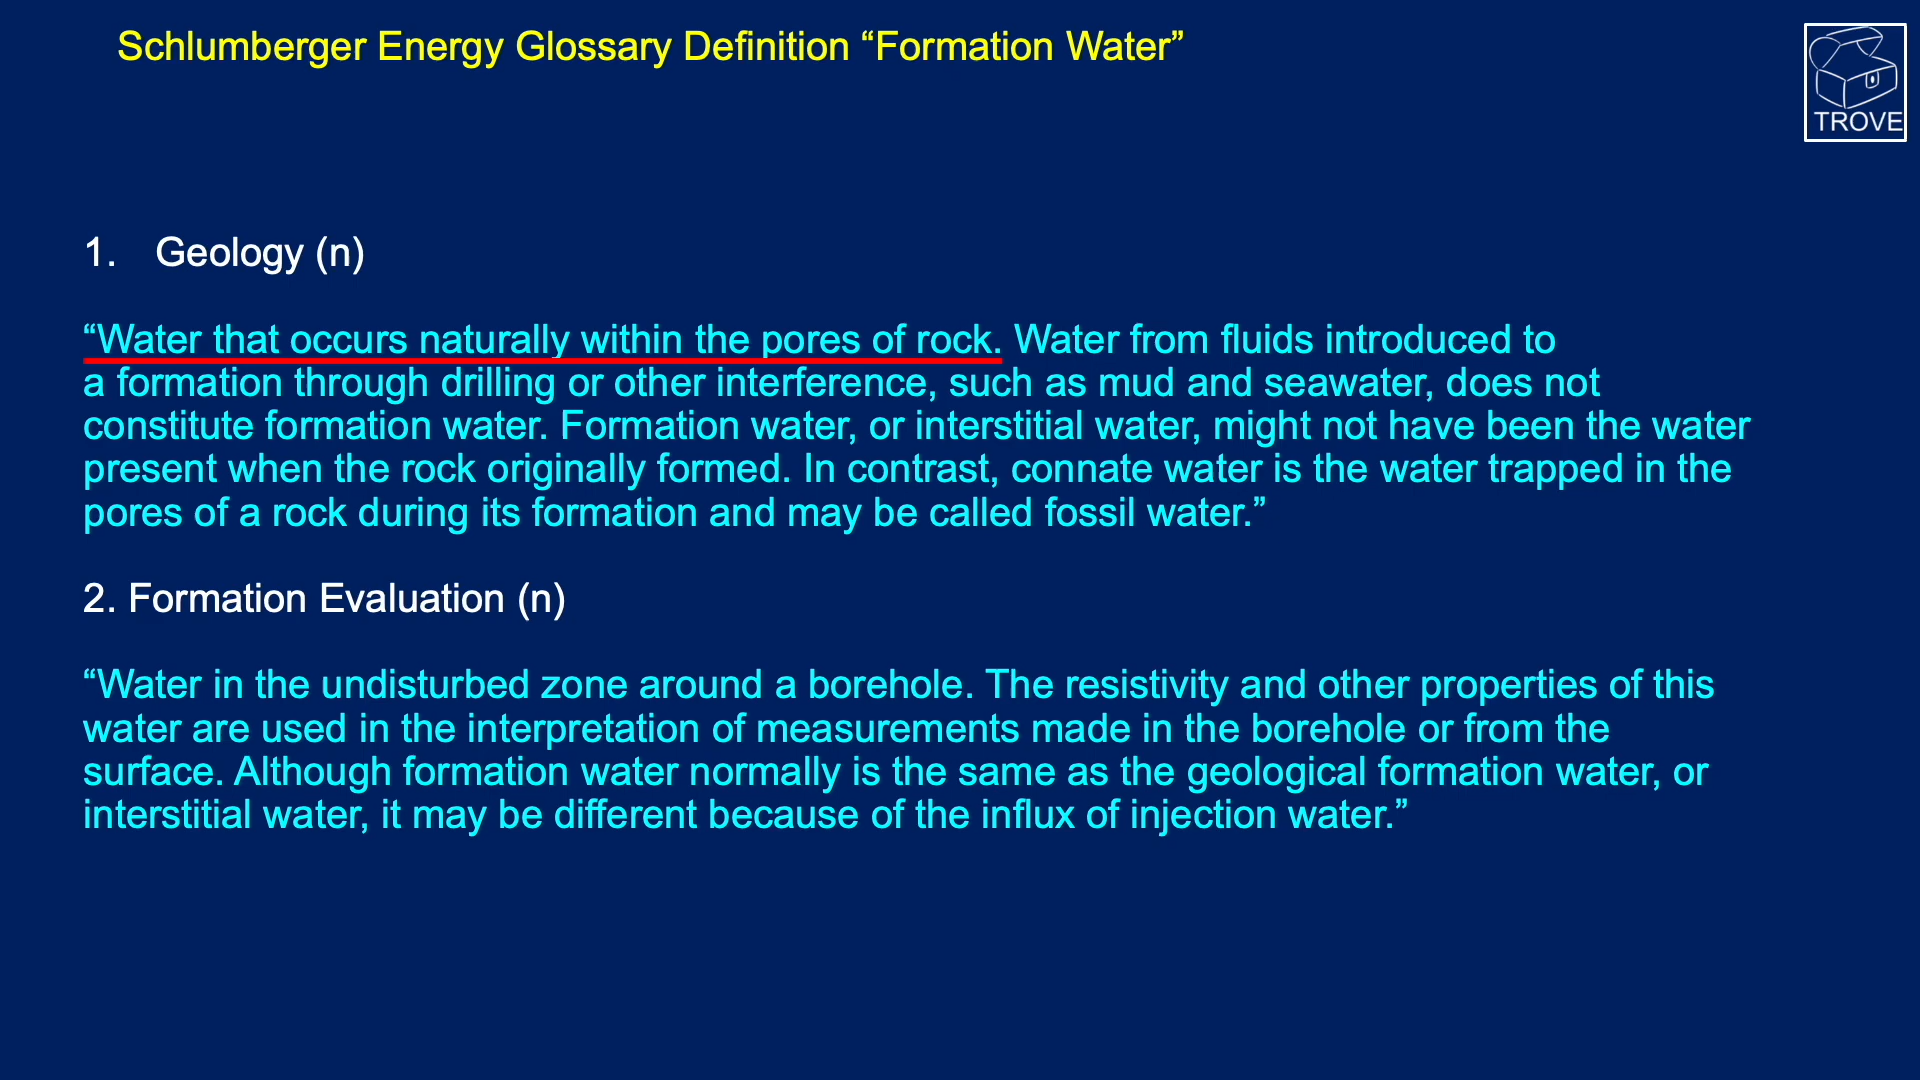 Schlumberger Energy Glossary Definition “Formation Water”
TROVE
1. Geology (n)
“Water that occurs naturally within the pores of rock. Water from fluids introduced to
a formation through drilling or other interference, such as mud and seawater, does not
constitute formation water. Formation water, or interstitial water, might not have been the water
present when the rock originally formed. In contrast, connate water is the water trapped in the
pores of a rock during its formation and may be called fossil water.”
2. Formation Evaluation (n)
“Water in the undisturbed zone around a borehole. The resistivity and other properties of this
water are used in the interpretation of measurements made in the borehole or from the
surface. Although formation water normally is the same as the geological formation water, or
interstitial water, it may be different because of the influx of injection water.”